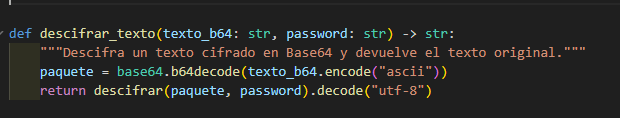 def descifrar_texto(texto_b64: str, password: str) -> str:
    """Descifra un texto cifrado en Base64 y devuelve el texto original."""
    paquete = base64.b64decode(texto_b64.encode("ascii"))
    return descifrar(paquete, password).decode("utf-8")